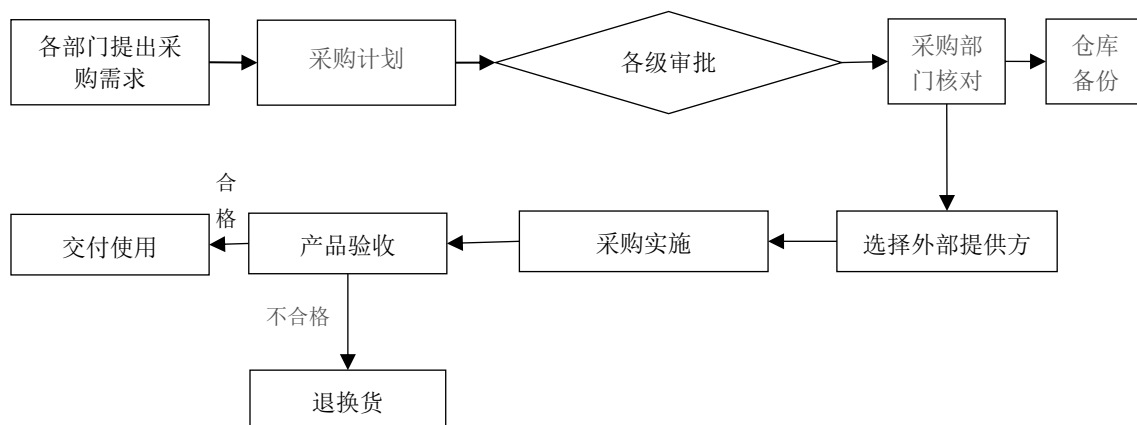 各部门提出采
购需求
采购计划
各级审批
采购部
门核对
仓库
备份
合
格
交付使用
产品验收
采购实施
选择外部提供方
不合格
退换货